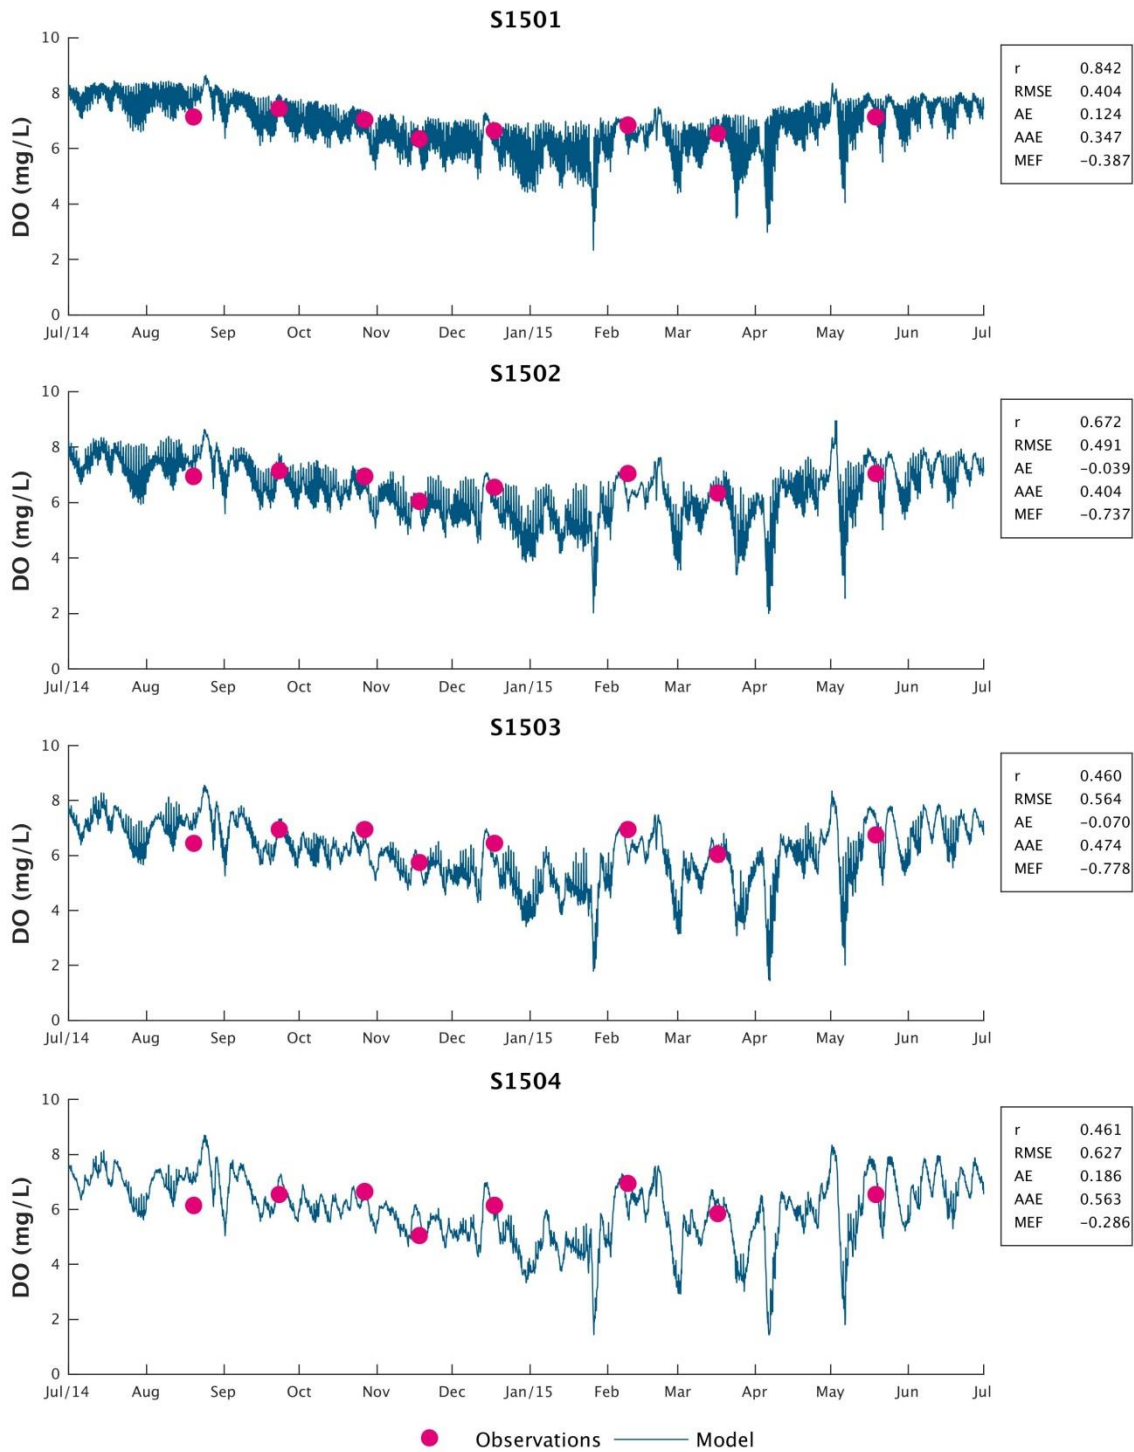 S1501
10
8
6
4
2
0
DO (mg/L)
Jul/14 Aug Sep Oct Nov Dec Jan/15 Feb Mar Apr May Jun Jul
r 0.842
RMSE 0.404
AE 0.124
AAE 0.347
MEF −0.387
S1502
10
8
6
4
2
0
DO (mg/L)
Jul/14 Aug Sep Oct Nov Dec Jan/15 Feb Mar Apr May Jun Jul
r 0.672
RMSE 0.491
AE −0.039
AAE 0.404
MEF −0.737
S1503
10
8
6
4
2
0
DO (mg/L)
Jul/14 Aug Sep Oct Nov Dec Jan/15 Feb Mar Apr May Jun Jul
r 0.460
RMSE 0.564
AE −0.070
AAE 0.474
MEF −0.778
S1504
10
8
6
4
2
0
DO (mg/L)
Jul/14 Aug Sep Oct Nov Dec Jan/15 Feb Mar Apr May Jun Jul
r 0.461
RMSE 0.627
AE 0.186
AAE 0.563
MEF −0.286
Observations Model